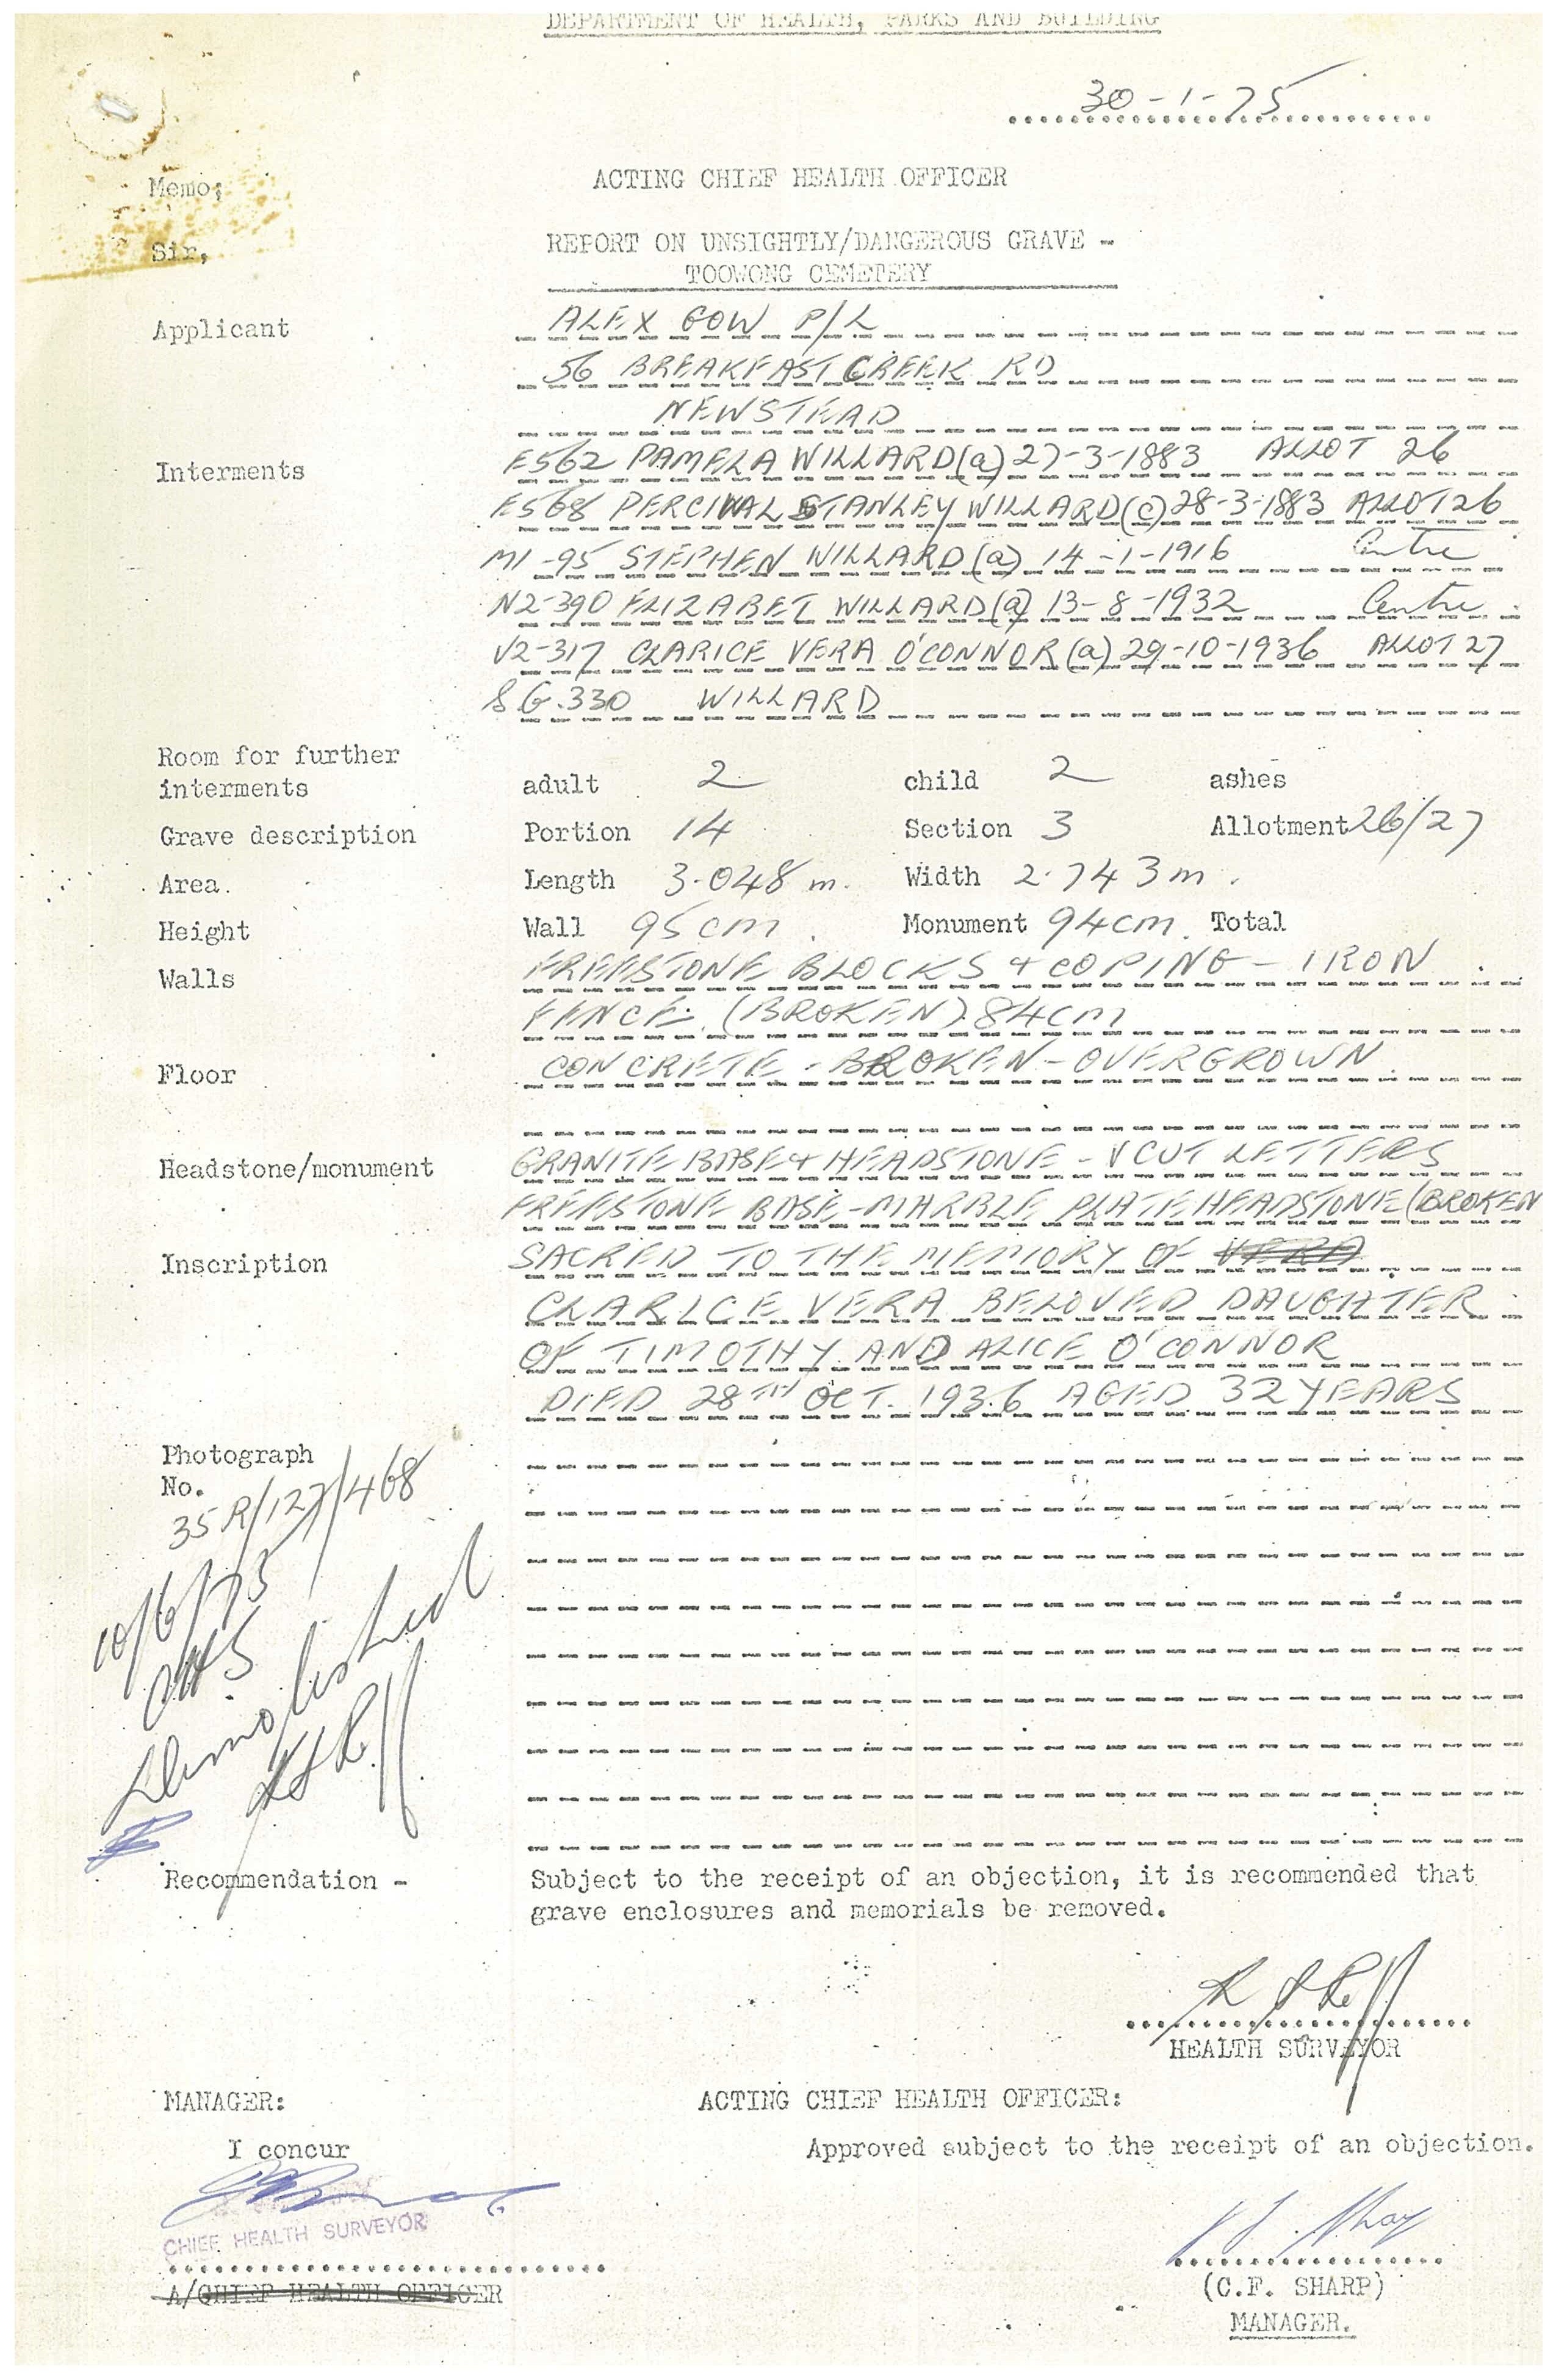 DEPARTMENT OF HEALTH, PARKS AND BUILDING
30-1-75
Memo;
ACTING CHIEF HEALTH OFFICER
Sir,
REPORT ON UNSIGHTLY/DANGEROUS GRAVE -
TOOWONG CEMETERY
Applicant ALEX GOW P/L
56 BREAKFAST CREEK RD
NEWSTEAD
Interments E562 PAMELA WILLARD (a) 27-3-1883 ALLOT 26
E568 PERCIVAL STANLEY WILLARD (c) 28-3-1883 ALLOT 26
M1-95 STEPHEN WILLARD (a) 14-1-1916 Centre
N2-390 ELIZABET WILLARD (a) 13-8-1932 Centre
V2-317 CLARICE VERA O'CONNOR (a) 29-10-1936 ALLOT 27
S.G.330 WILLARD
Room for further
interments adult 2 child 2 ashes
Grave description Portion 14 Section 3 Allotment 26/27
Area. Length 3.048 m. Width 2.743 m.
Height Wall 95 cm. Monument 94 cm. Total
Walls FREESTONE BLOCKS & COPING - IRON
FENCE. (BROKEN) 84cm
Floor CONCRETE - BROKEN - OVERGROWN.
Headstone/monument GRANITE BASE & HEADSTONE - V CUT LETTERS
FREESTONE BASE - MARBLE PLATE HEADSTONE (BROKEN
Inscription SACRED TO THE MEMORY OF VERA
CLARICE VERA BELOVED DAUGHTER
OF TIMOTHY AND ALICE O'CONNOR
DIED 28TH OCT. 1936 AGED 32 YEARS
Photograph
No.
35R/127/468
10/6/75
CHS
Demolished
Recommendation - Subject to the receipt of an objection, it is recommended that
grave enclosures and memorials be removed.
HEALTH SURVEYOR
MANAGER: ACTING CHIEF HEALTH OFFICER:
I concur Approved subject to the receipt of an objection.
CHIEF HEALTH SURVEYOR
A/CHIEF HEALTH OFFICER
(C.F. SHARP)
MANAGER.